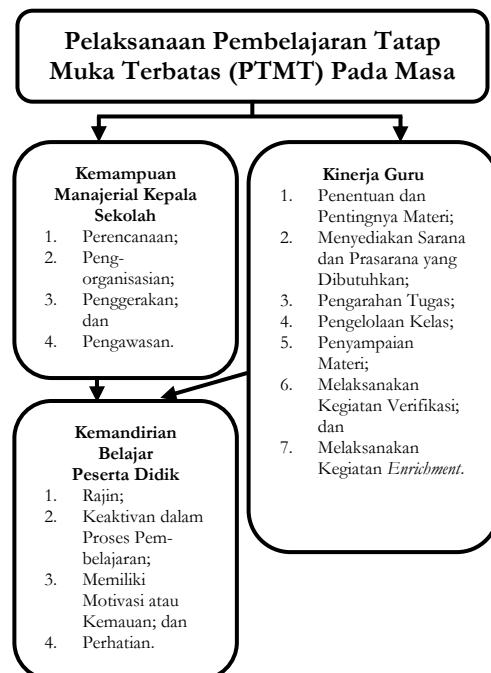 Pelaksanaan Pembelajaran Tatap
Muka Terbatas (PTMT) Pada Masa
Kemampuan
Manajerial Kepala
Sekolah
1. Perencanaan;
2. Peng-
organisasian;
3. Penggerakan;
dan
4. Pengawasan.
Kinerja Guru
1. Penentuan dan
Pentingnya Materi;
2. Menyediakan Sarana
dan Prasarana yang
Dibutuhkan;
3. Pengarahan Tugas;
4. Pengelolaan Kelas;
5. Penyampaian
Materi;
6. Melaksanakan
Kegiatan Verifikasi;
dan
7. Melaksanakan
Kegiatan Enrichment.
Kemandirian
Belajar
Peserta Didik
1. Rajin;
2. Keaktivan dalam
Proses Pem-
belajaran;
3. Memiliki
Motivasi atau
Kemauan; dan
4. Perhatian.